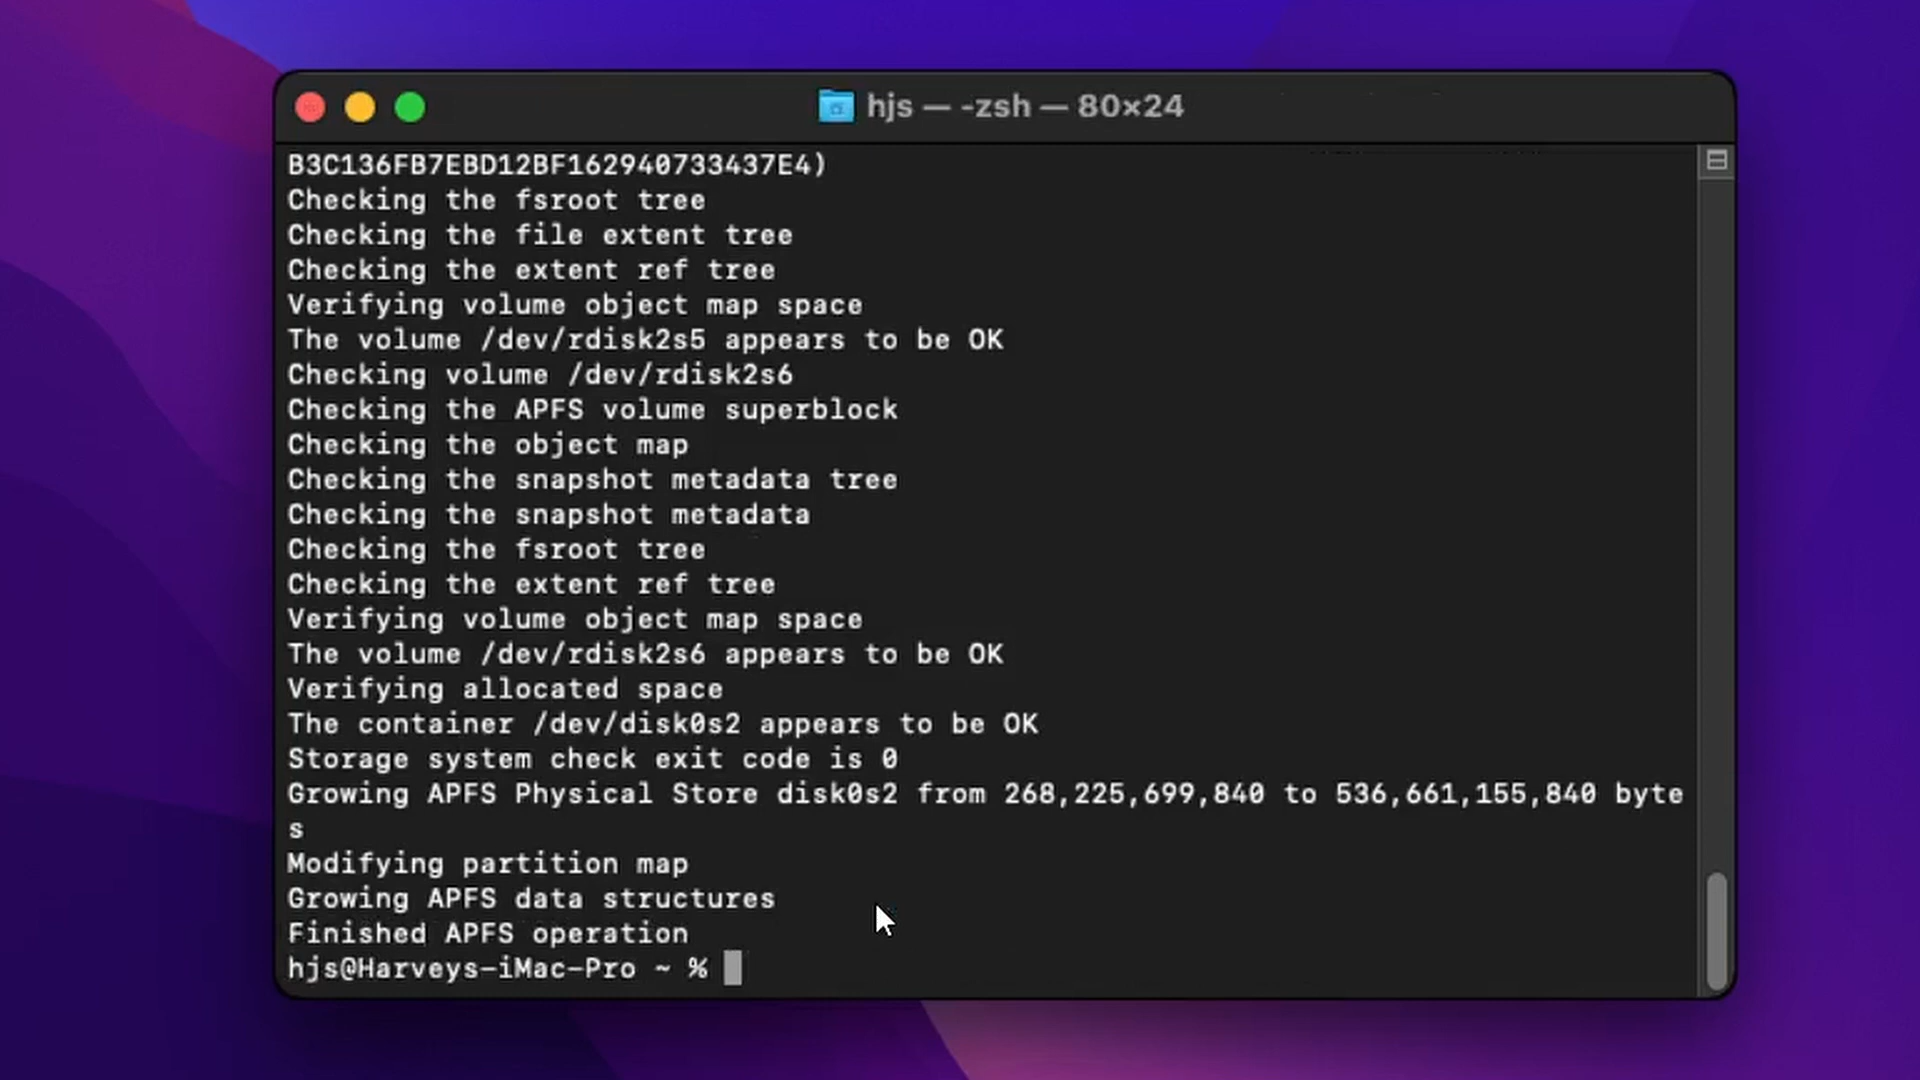 hjs — -zsh — 80×24
B3C136FB7EBD12BF162940733437E4)
Checking the fsroot tree
Checking the file extent tree
Checking the extent ref tree
Verifying volume object map space
The volume /dev/rdisk2s5 appears to be OK
Checking volume /dev/rdisk2s6
Checking the APFS volume superblock
Checking the object map
Checking the snapshot metadata tree
Checking the snapshot metadata
Checking the fsroot tree
Checking the extent ref tree
Verifying volume object map space
The volume /dev/rdisk2s6 appears to be OK
Verifying allocated space
The container /dev/disk0s2 appears to be OK
Storage system check exit code is 0
Growing APFS Physical Store disk0s2 from 268,225,699,840 to 536,661,155,840 byte
s
Modifying partition map
Growing APFS data structures
Finished APFS operation
hjs@Harveys-iMac-Pro ~ %